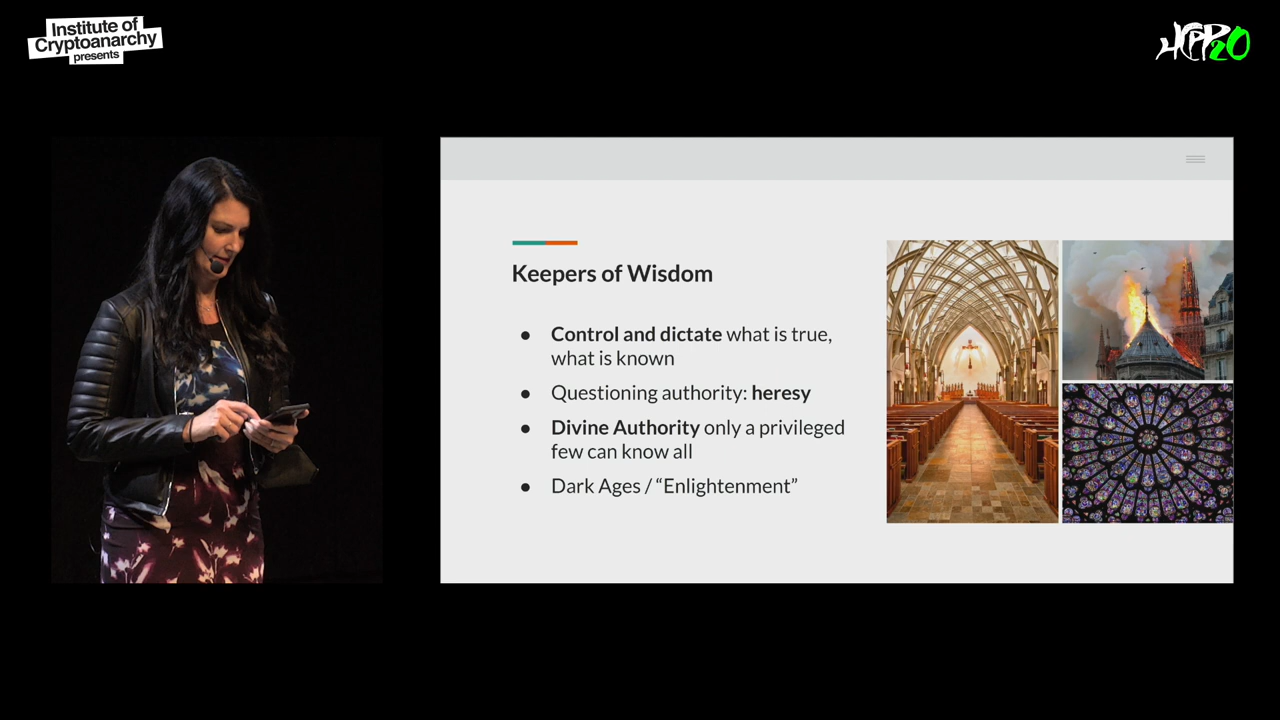 Institute of
Cryptoanarchy
presents
HCPP20
Keepers of Wisdom
● Control and dictate what is true,
what is known
● Questioning authority: heresy
● Divine Authority only a privileged
few can know all
● Dark Ages / “Enlightenment”